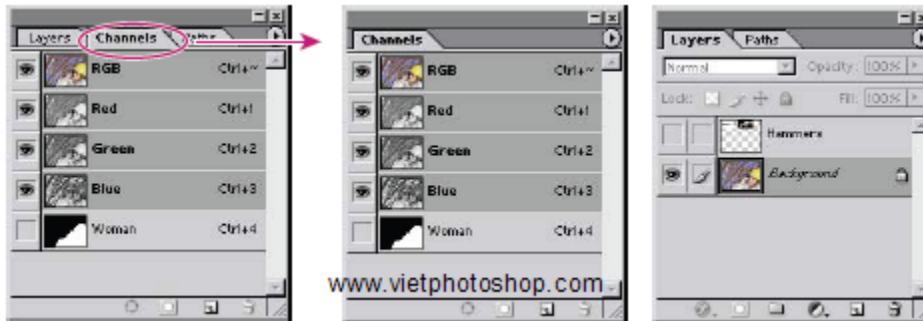 Layers Channels Paths
RGB Ctrl+~
Red Ctrl+1
Green Ctrl+2
Blue Ctrl+3
Woman Ctrl+4
Channels
RGB Ctrl+~
Red Ctrl+1
Green Ctrl+2
Blue Ctrl+3
Woman Ctrl+4
Layers Paths
Normal Opacity: 100%
Lock: Fill: 100%
Hammers
Background
www.vietphotoshop.com